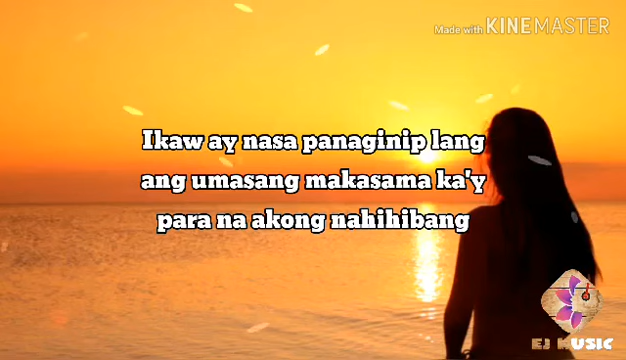 Made with KINEMASTER
Ikaw ay nasa panaginip lang
ang umasang makasama ka'y
para na akong nahihibang
EJ MUSIC